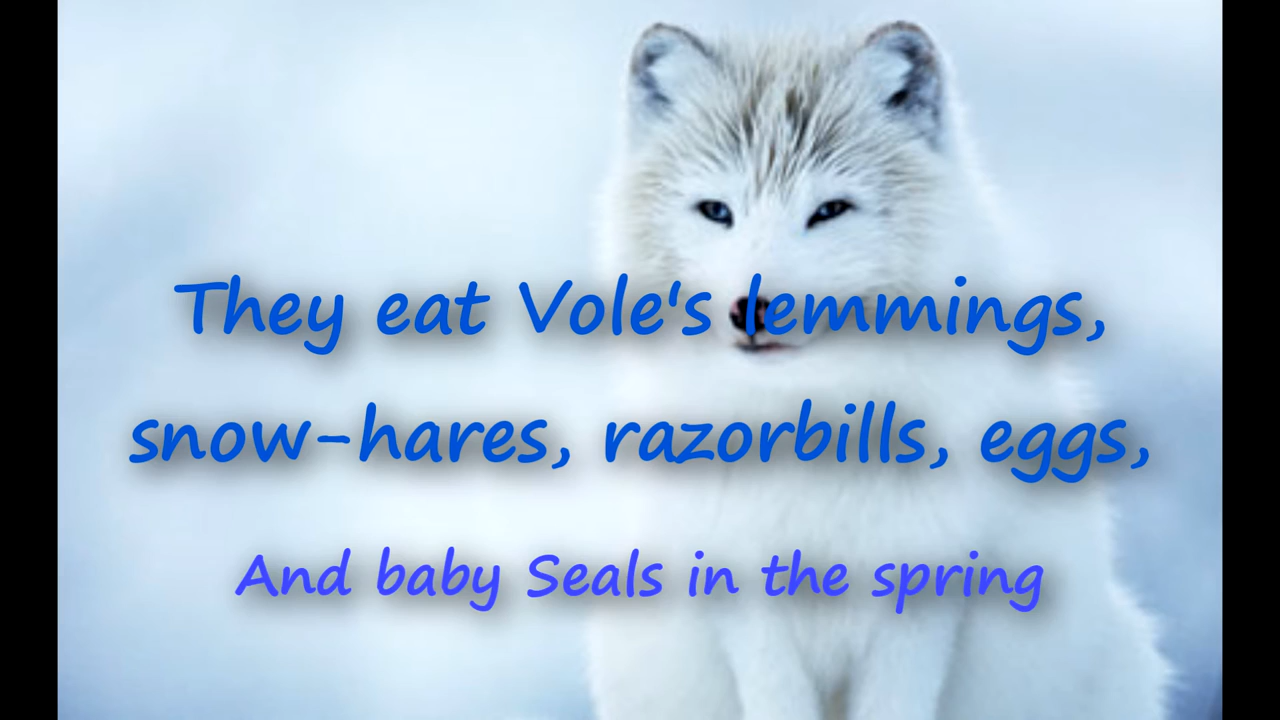 They eat Vole's lemmings,
snow-hares, razorbills, eggs,
And baby Seals in the spring